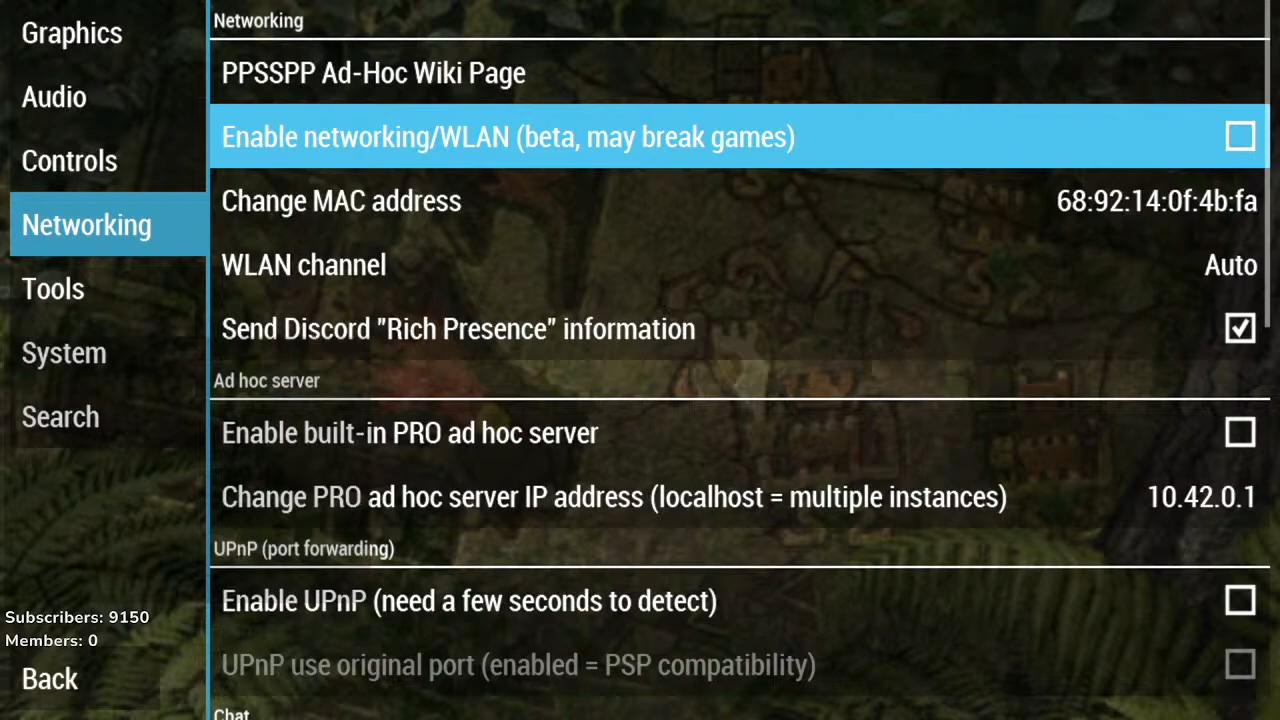 Graphics
Audio
Controls
Networking
Tools
System
Search
Subscribers: 9150
Members: 0
Back
Networking
PPSSPP Ad-Hoc Wiki Page
Enable networking/WLAN (beta, may break games)
Change MAC address 68:92:14:0f:4b:fa
WLAN channel Auto
Send Discord "Rich Presence" information
Ad hoc server
Enable built-in PRO ad hoc server
Change PRO ad hoc server IP address (localhost = multiple instances) 10.42.0.1
UPnP (port forwarding)
Enable UPnP (need a few seconds to detect)
UPnP use original port (enabled = PSP compatibility)
Chat